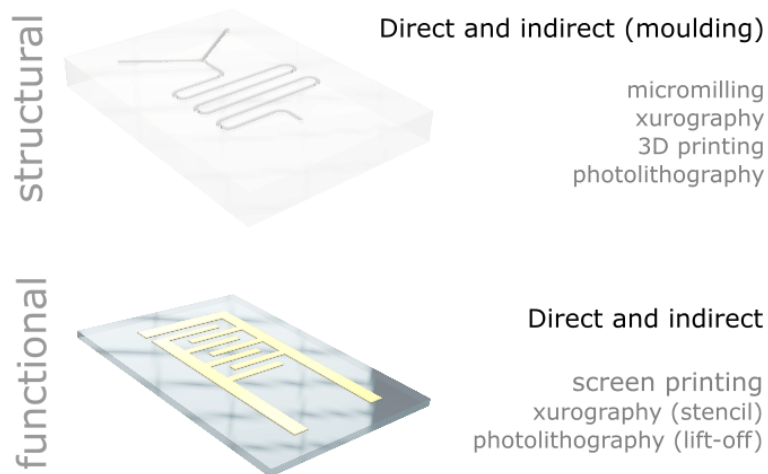 structural
Direct and indirect (moulding)
micromilling
xurography
3D printing
photolithography
functional
Direct and indirect
screen printing
xurography (stencil)
photolithography (lift-off)